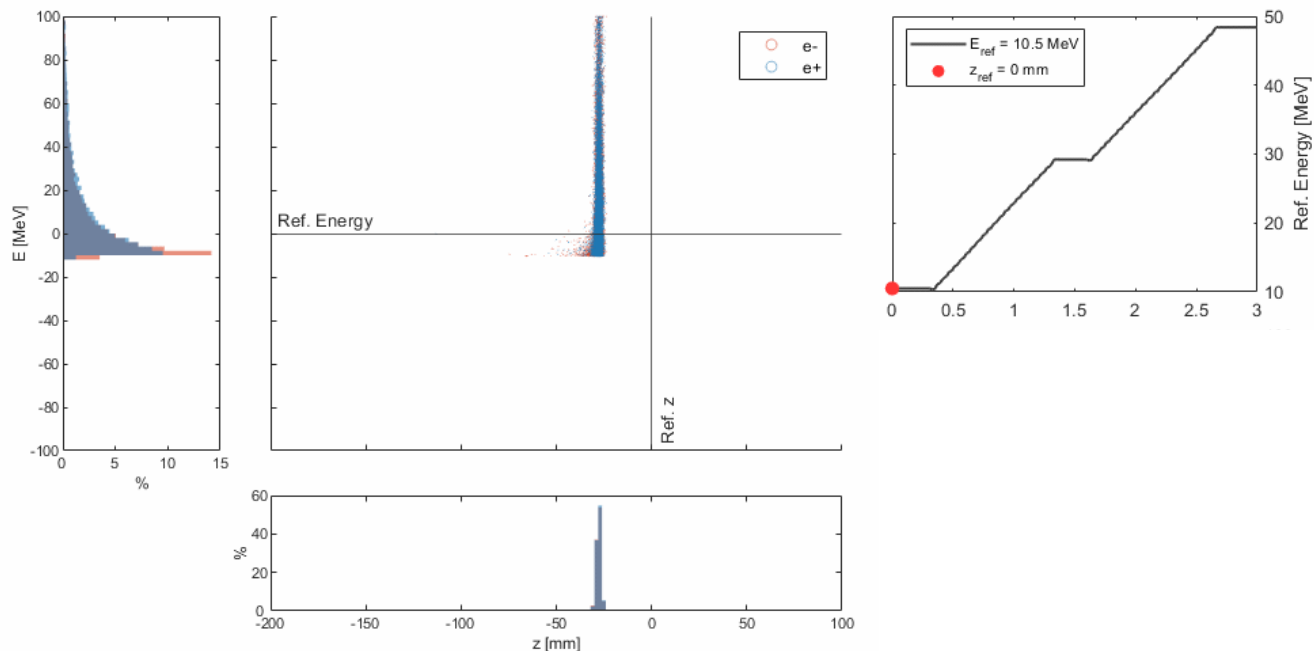 100
80
60
40
20
0
-20
-40
-60
-80
-100
E [MeV]
0 5 10 15
%
e-
e+
Ref. Energy
Ref. z
60
40
20
0
%
-200 -150 -100 -50 0 50 100
z [mm]
E_ref = 10.5 MeV
z_ref = 0 mm
50
40
30
20
10
Ref. Energy [MeV]
0 0.5 1 1.5 2 2.5 3